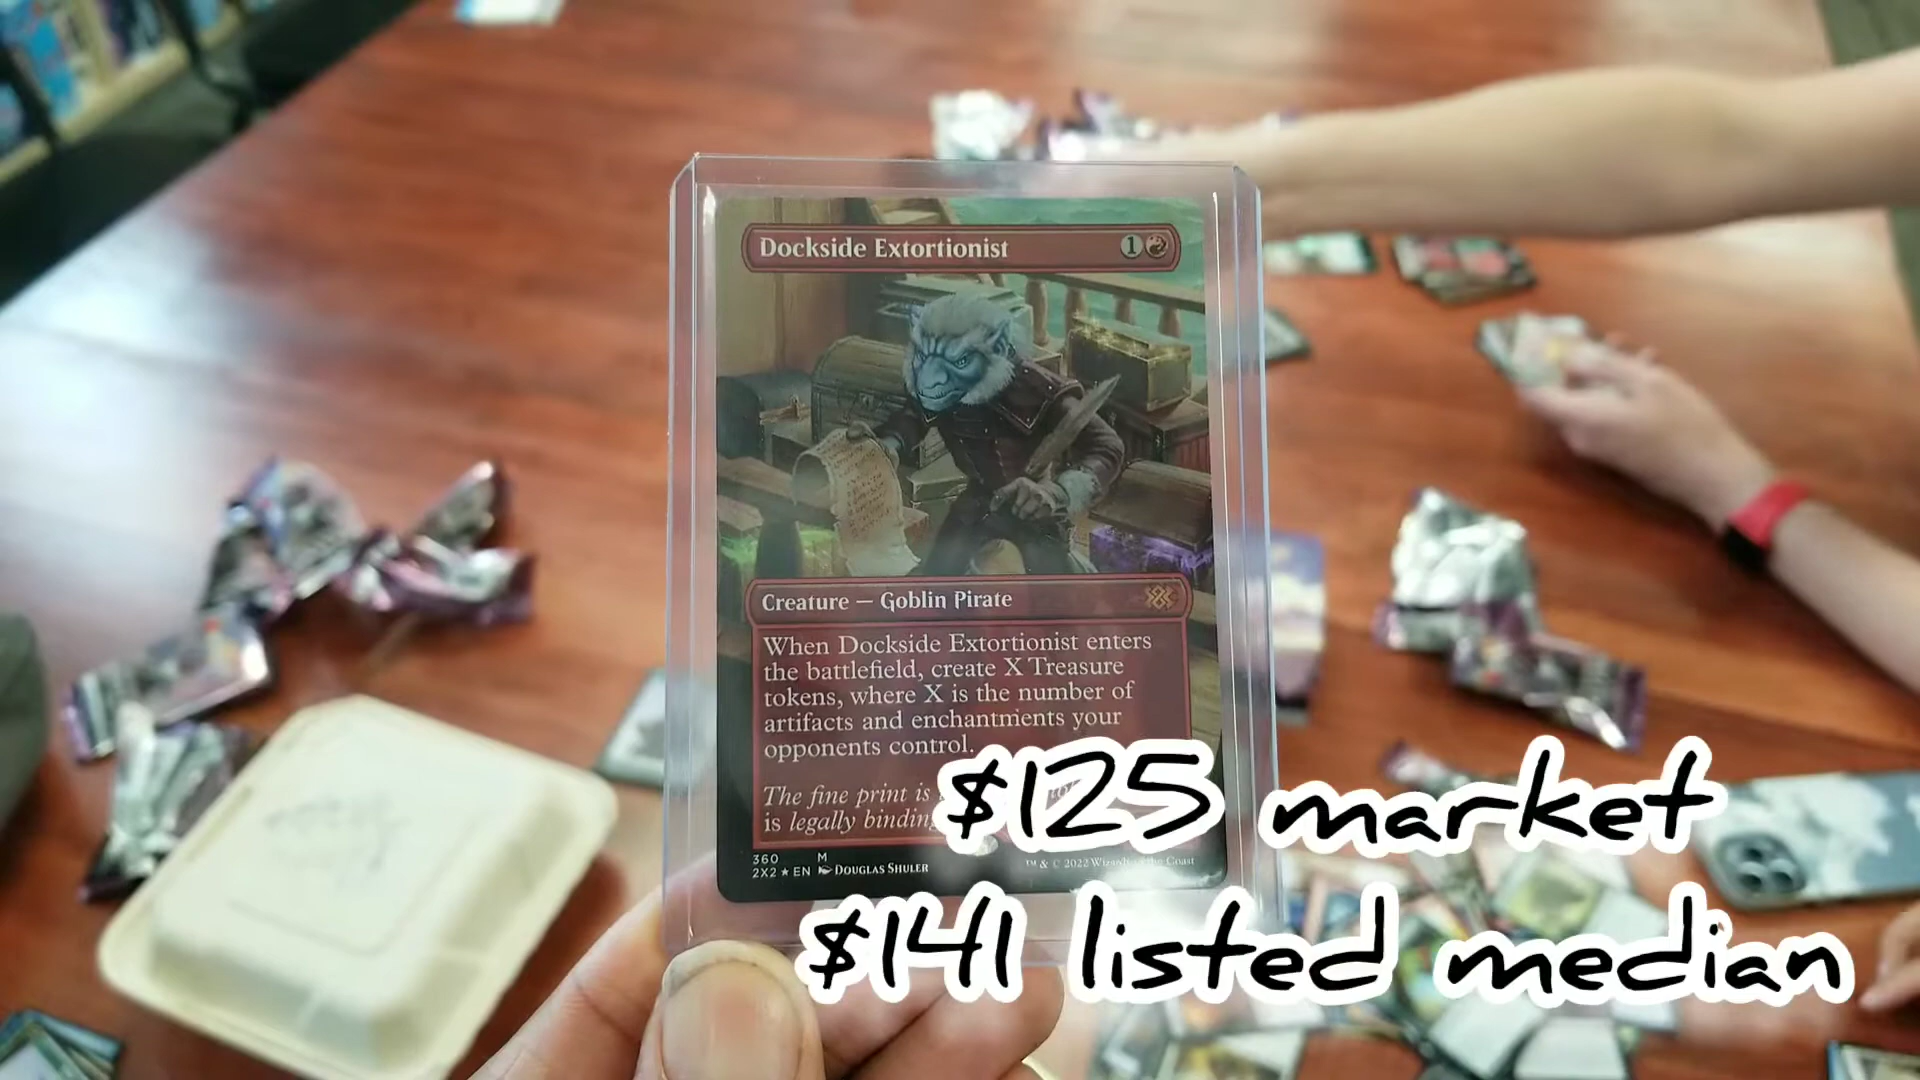 Dockside Extortionist 1
Creature — Goblin Pirate
When Dockside Extortionist enters
the battlefield, create X Treasure
tokens, where X is the number of
artifacts and enchantments your
opponents control.
The fine print is
is legally binding
360 M
2X2 ★ EN DOUGLAS SHULER
™ & © 2022 Wizards of the Coast
$125 market
$141 listed median